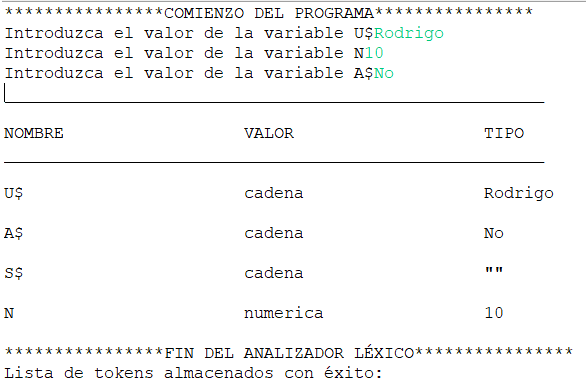 ****************COMIENZO DEL PROGRAMA****************
Introduzca el valor de la variable U$Rodrigo
Introduzca el valor de la variable N10
Introduzca el valor de la variable A$No
NOMBRE VALOR TIPO
U$ cadena Rodrigo
A$ cadena No
S$ cadena ""
N numerica 10
****************FIN DEL ANALIZADOR LÉXICO****************
Lista de tokens almacenados con éxito: